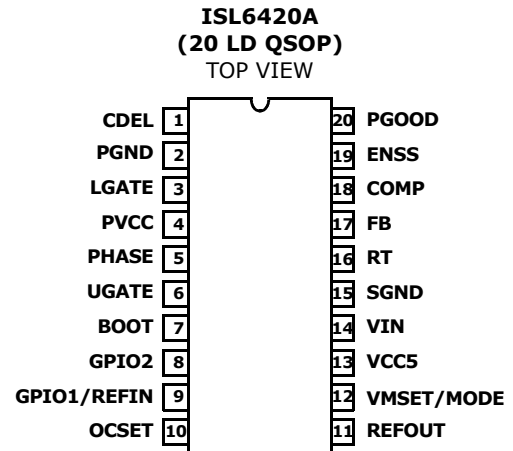 ISL6420A
(20 LD QSOP)
TOP VIEW
CDEL 1 20 PGOOD
PGND 2 19 ENSS
LGATE 3 18 COMP
PVCC 4 17 FB
PHASE 5 16 RT
UGATE 6 15 SGND
BOOT 7 14 VIN
GPIO2 8 13 VCC5
GPIO1/REFIN 9 12 VMSET/MODE
OCSET 10 11 REFOUT